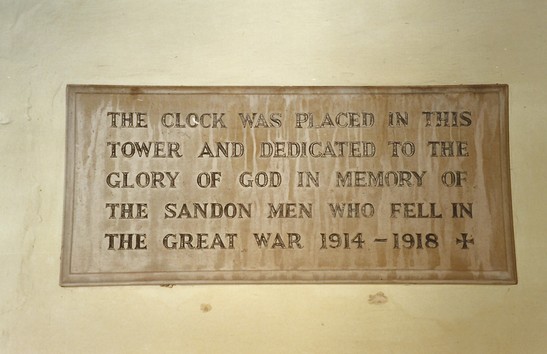 THE CLOCK WAS PLACED IN THIS
TOWER AND DEDICATED TO THE
GLORY OF GOD IN MEMORY OF
THE SANDON MEN WHO FELL IN
THE GREAT WAR 1914 – 1918 ✠